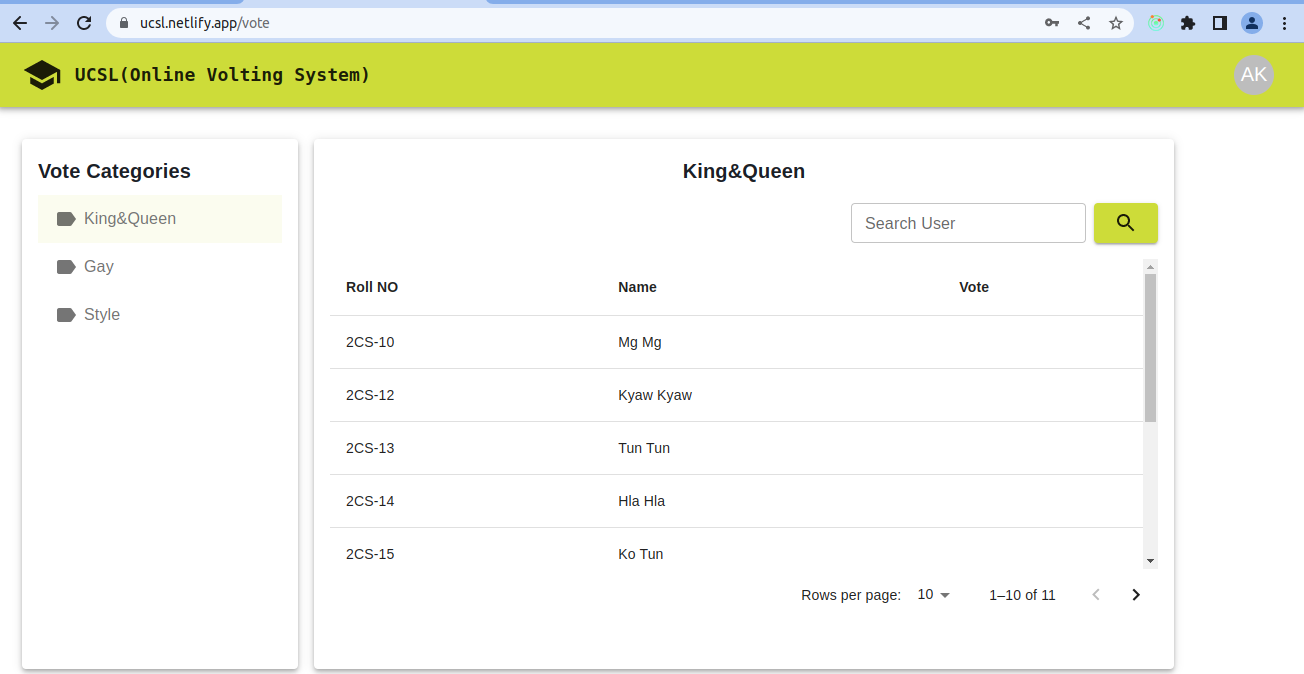 ucsl.netlify.app/vote
UCSL(Online Volting System)
AK
Vote Categories
King&Queen
Gay
Style
King&Queen
Search User
Roll NO Name Vote
2CS-10 Mg Mg
2CS-12 Kyaw Kyaw
2CS-13 Tun Tun
2CS-14 Hla Hla
2CS-15 Ko Tun
Rows per page: 10 1–10 of 11